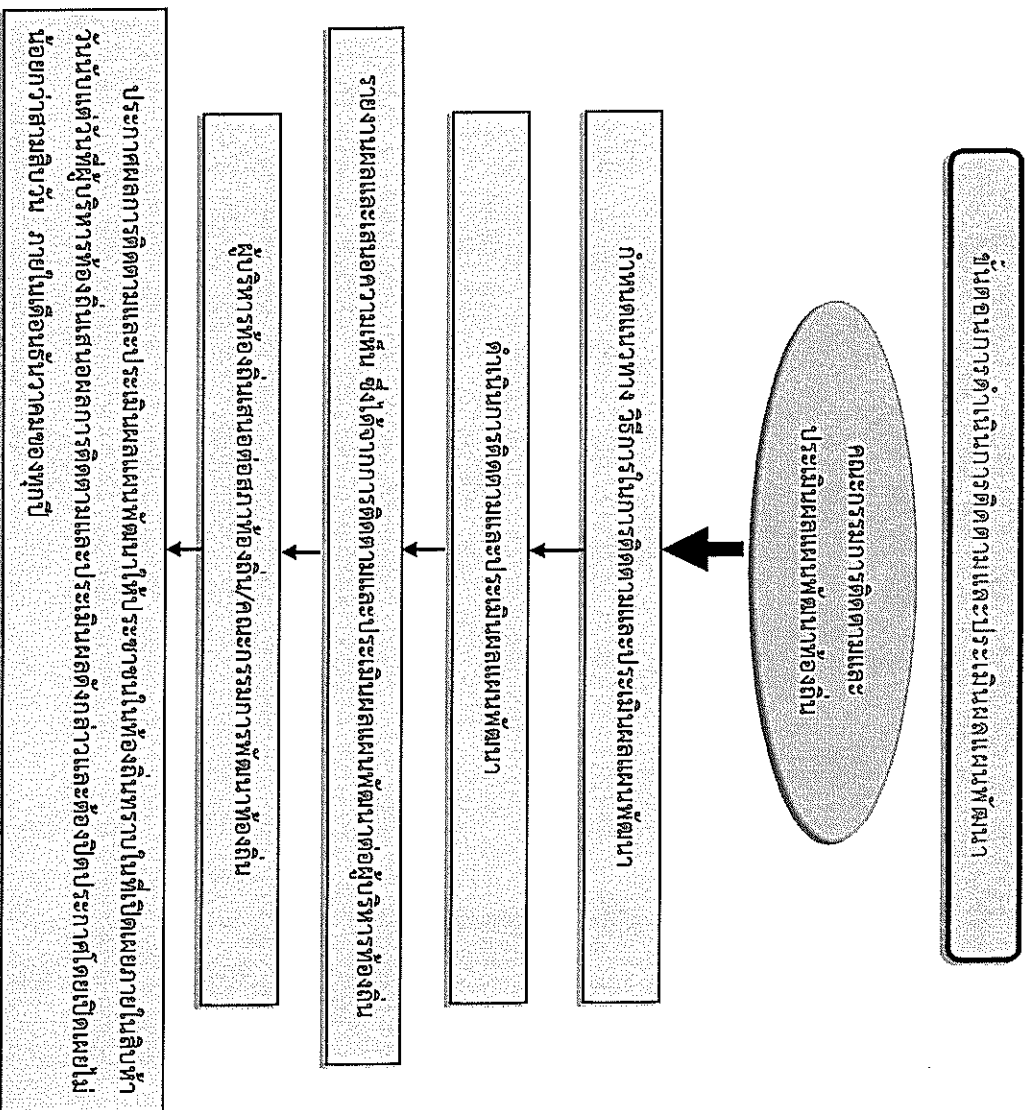 ขั้นตอนการดำเนินการติดตามและประเมินผลแผนพัฒนา
คณะกรรมการติดตามและ
ประเมินผลแผนพัฒนาท้องถิ่น
กำหนดแนวทาง วิธีการในการติดตามและประเมินผลแผนพัฒนา
ดำเนินการติดตามและประเมินผลแผนพัฒนา
รายงานผลและเสนอความเห็น ซึ่งได้จากการติดตามและประเมินผลแผนพัฒนาต่อผู้บริหารท้องถิ่น
ผู้บริหารท้องถิ่นเสนอต่อสภาท้องถิ่น/คณะกรรมการพัฒนาท้องถิ่น
ประกาศผลการติดตามและประเมินผลแผนพัฒนาให้ประชาชนในท้องถิ่นทราบในที่เปิดเผยภายในสิบห้า
วันนับแต่วันที่ผู้บริหารท้องถิ่นเสนอผลการติดตามและประเมินผลดังกล่าวและต้องปิดประกาศโดยเปิดเผยไม่
น้อยกว่าสามสิบวัน ภายในเดือนธันวาคมของทุกปี